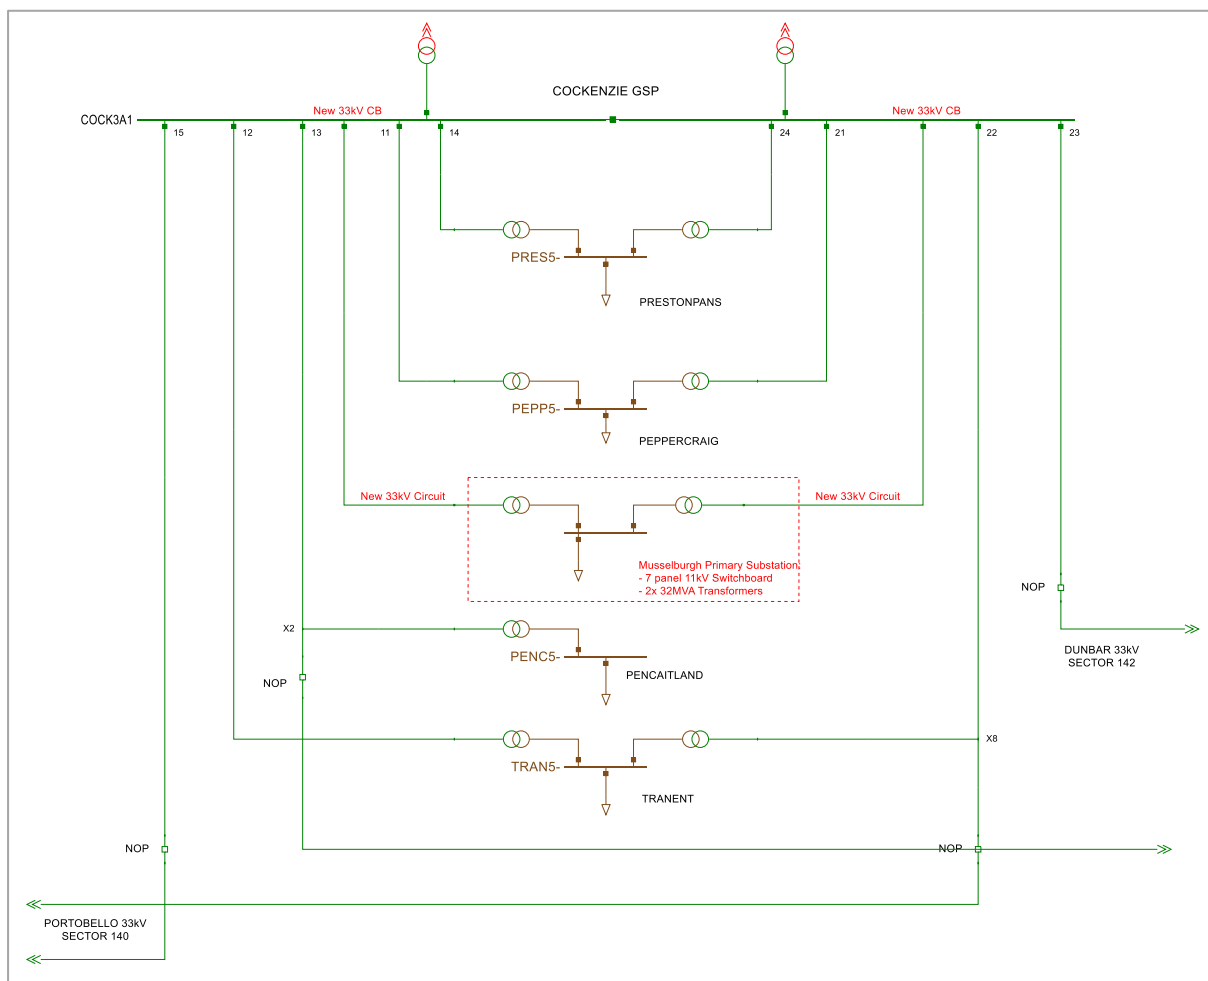 COCKENZIE GSP
New 33kV CB
New 33kV CB
COCK3A1
15
12
13
11
14
24
21
22
23
PRES5-
PRESTONPANS
PEPP5-
PEPPERCRAIG
New 33kV Circuit
New 33kV Circuit
Musselburgh Primary Substation
- 7 panel 11kV Switchboard
- 2x 32MVA Transformers
NOP
X2
PENC5-
PENCAITLAND
DUNBAR 33kV
SECTOR 142
NOP
X8
TRAN5-
TRANENT
NOP
NOP
PORTOBELLO 33kV
SECTOR 140